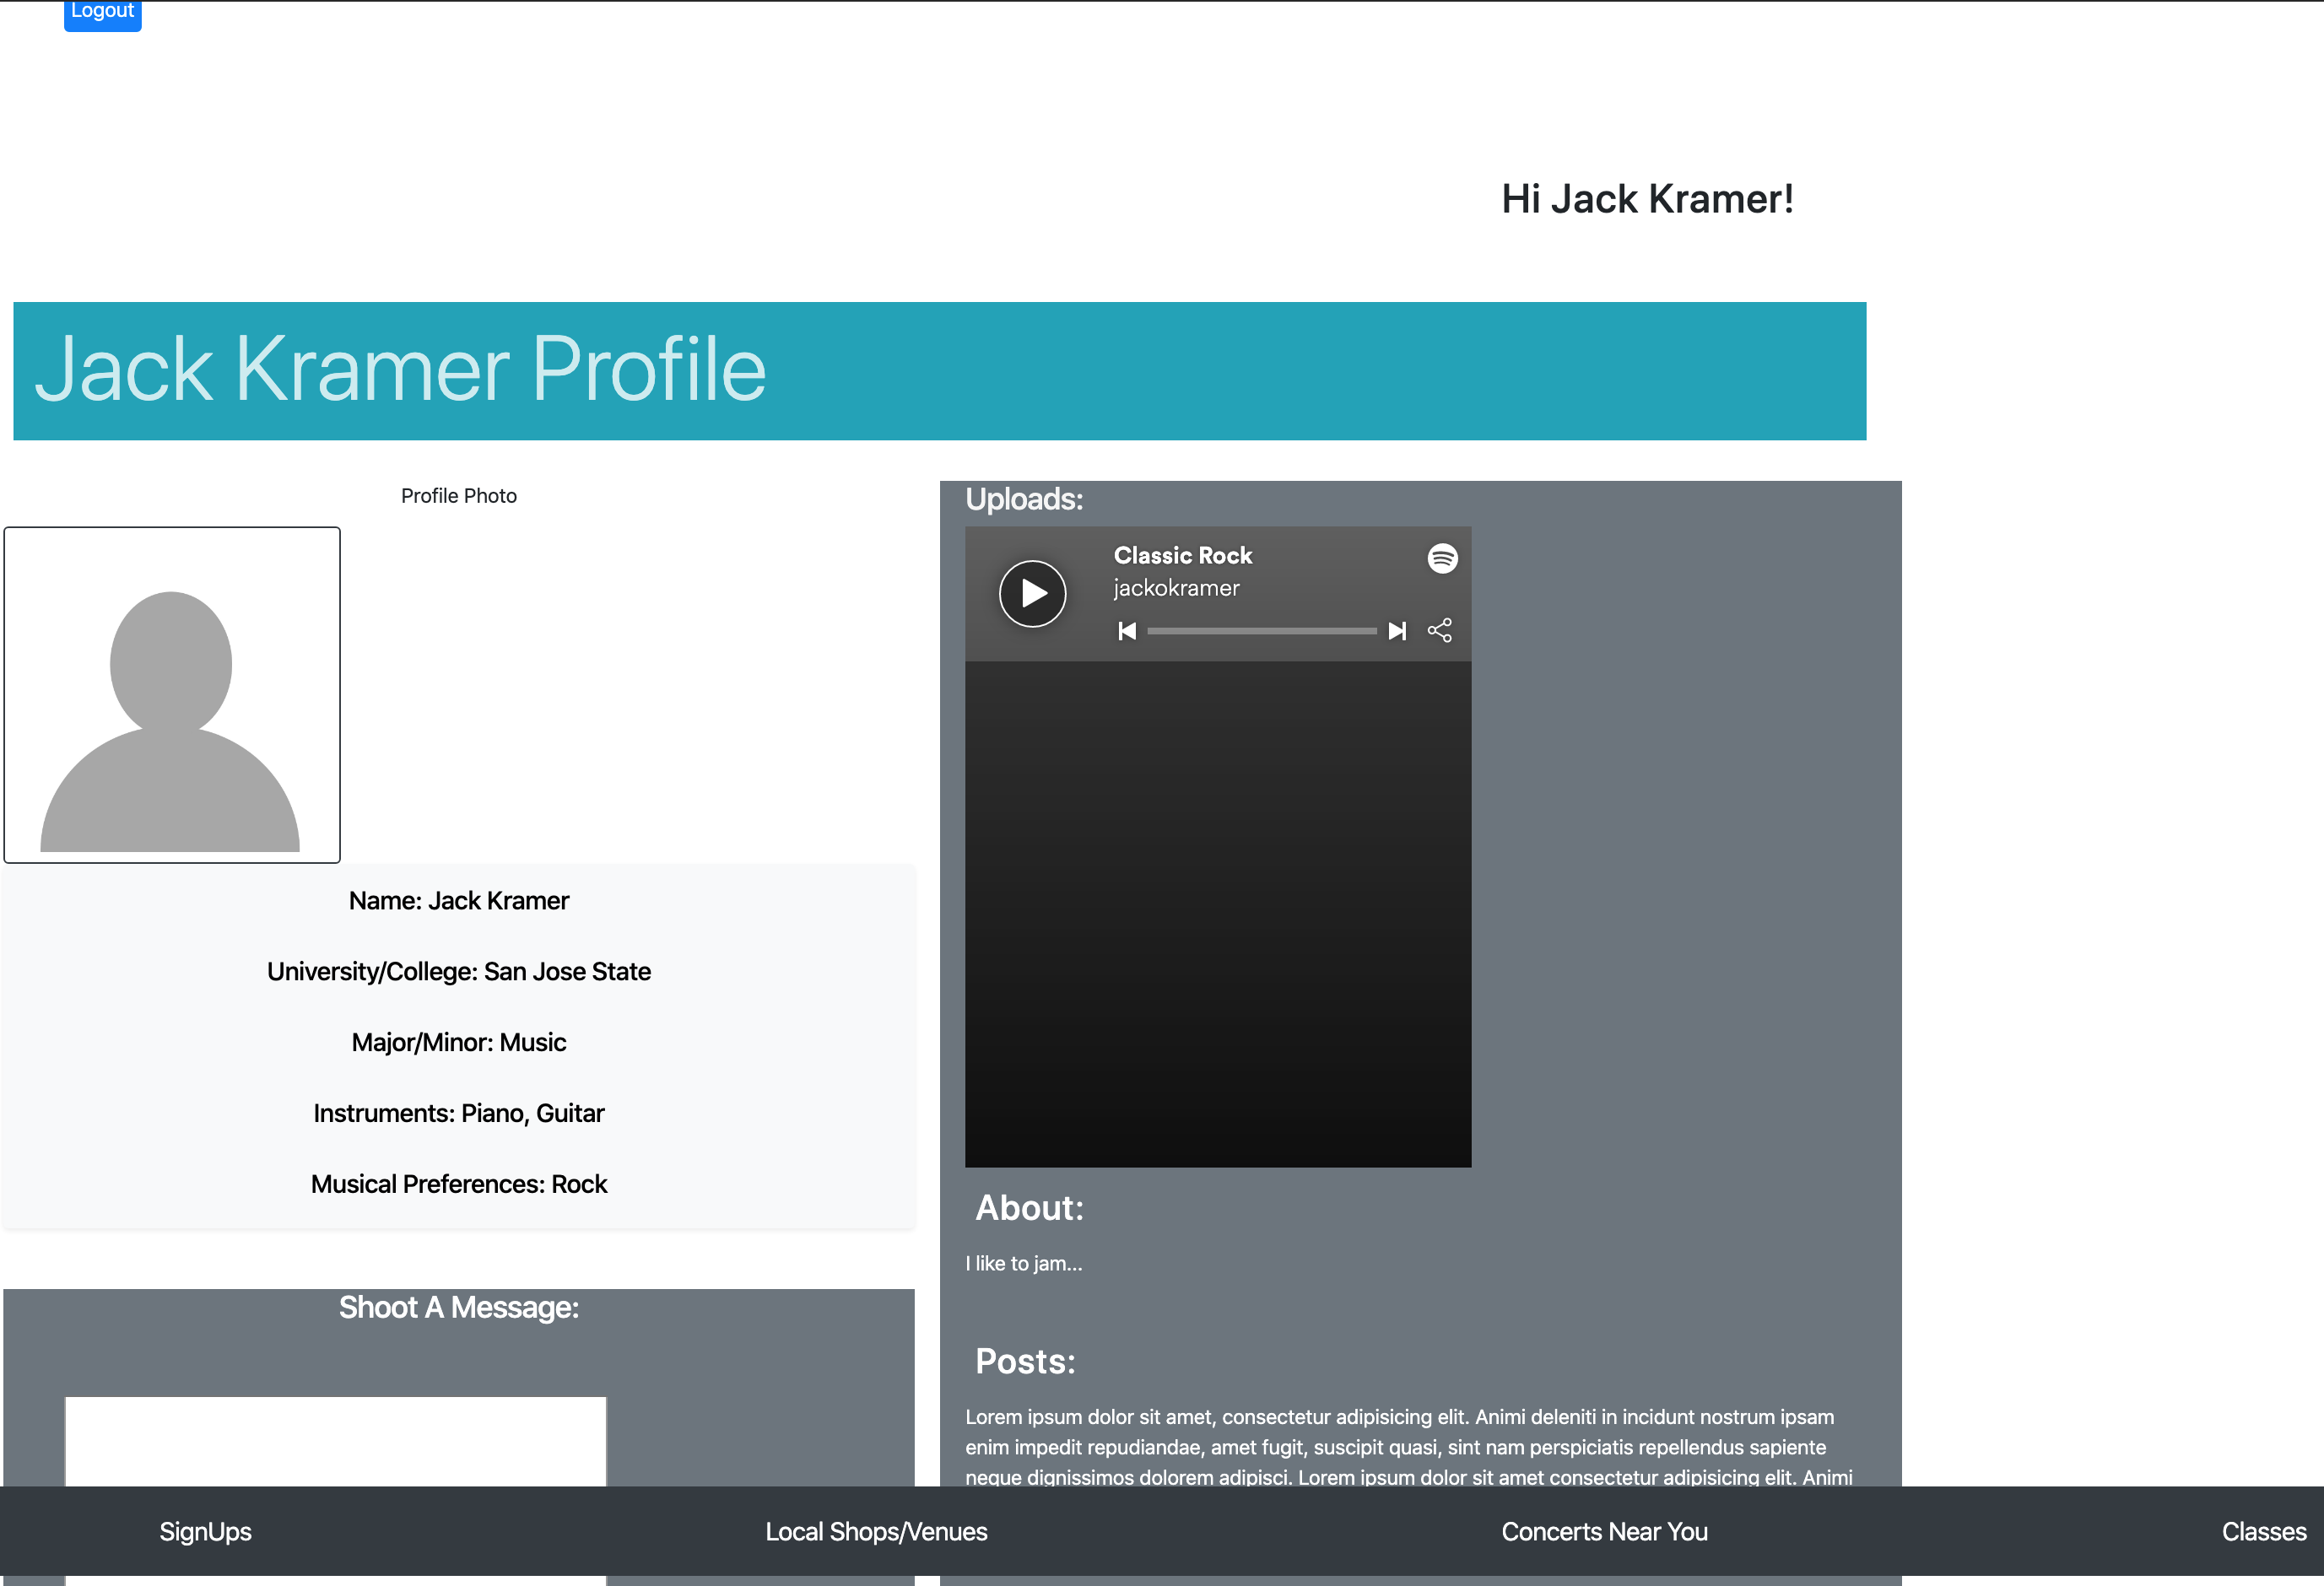 Logout
Hi Jack Kramer!
Jack Kramer Profile
Profile Photo
Name: Jack Kramer
University/College: San Jose State
Major/Minor: Music
Instruments: Piano, Guitar
Musical Preferences: Rock
Shoot A Message:
Uploads:
Classic Rock
jackokramer
About:
I like to jam...
Posts:
Lorem ipsum dolor sit amet, consectetur adipisicing elit. Animi deleniti in incidunt nostrum ipsam
enim impedit repudiandae, amet fugit, suscipit quasi, sint nam perspiciatis repellendus sapiente
neque dignissimos dolorem adipisci. Lorem ipsum dolor sit amet consectetur adipisicing elit. Animi
SignUps
Local Shops/Venues
Concerts Near You
Classes